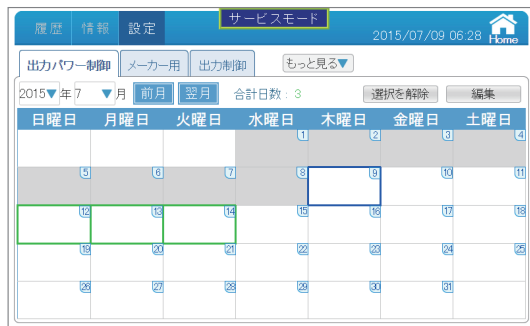 サービスモード
履歴 情報 設定 2015/07/09 06:28 Home
出力パワー制御 メーカー用 出力制御 もっと見る▼
2015▼年7 ▼月 前月 翌月 合計日数: 3 選択を解除 編集
日曜日 月曜日 火曜日 水曜日 木曜日 金曜日 土曜日
1 2 3 4
5 6 7 8 9 10 11
12 13 14 15 16 17 18
19 20 21 22 23 24 25
26 27 28 29 30 31